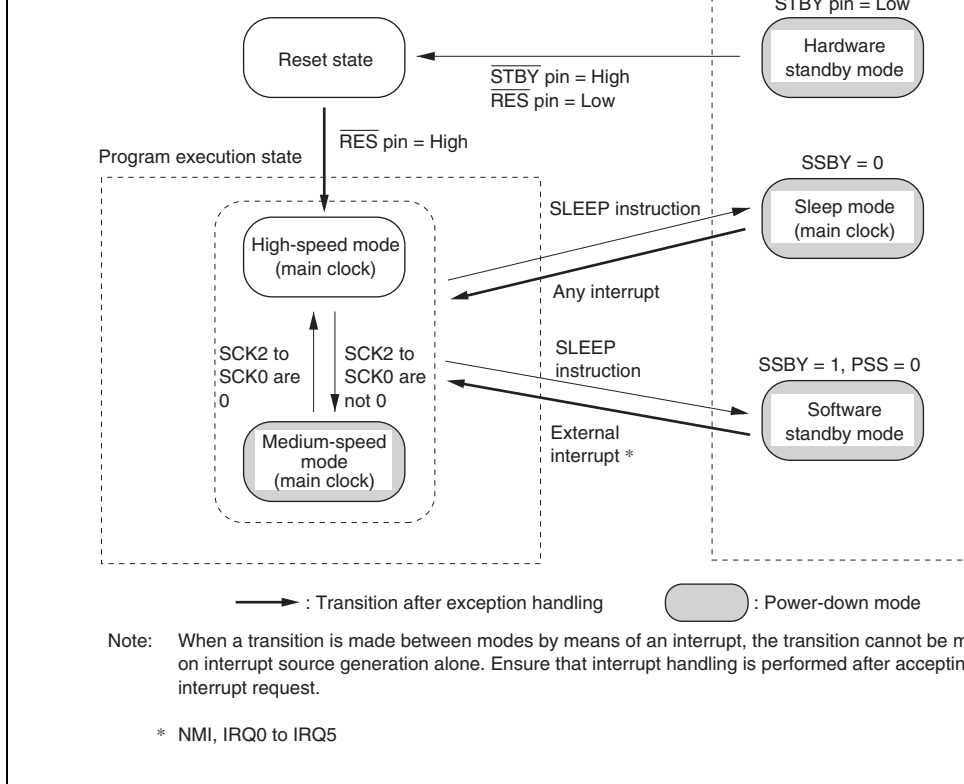 STBY pin = Low
Reset state
Hardware
standby mode
STBY pin = High
RES pin = Low
RES pin = High
Program execution state
SSBY = 0
SLEEP instruction
Sleep mode
(main clock)
High-speed mode
(main clock)
Any interrupt
SCK2 to
SCK0 are
0
SCK2 to
SCK0 are
not 0
SLEEP
instruction
SSBY = 1, PSS = 0
Software
standby mode
External
interrupt *
Medium-speed
mode
(main clock)
: Transition after exception handling
: Power-down mode
Note: When a transition is made between modes by means of an interrupt, the transition cannot be
on interrupt source generation alone. Ensure that interrupt handling is performed after
interrupt request.
* NMI, IRQ0 to IRQ5